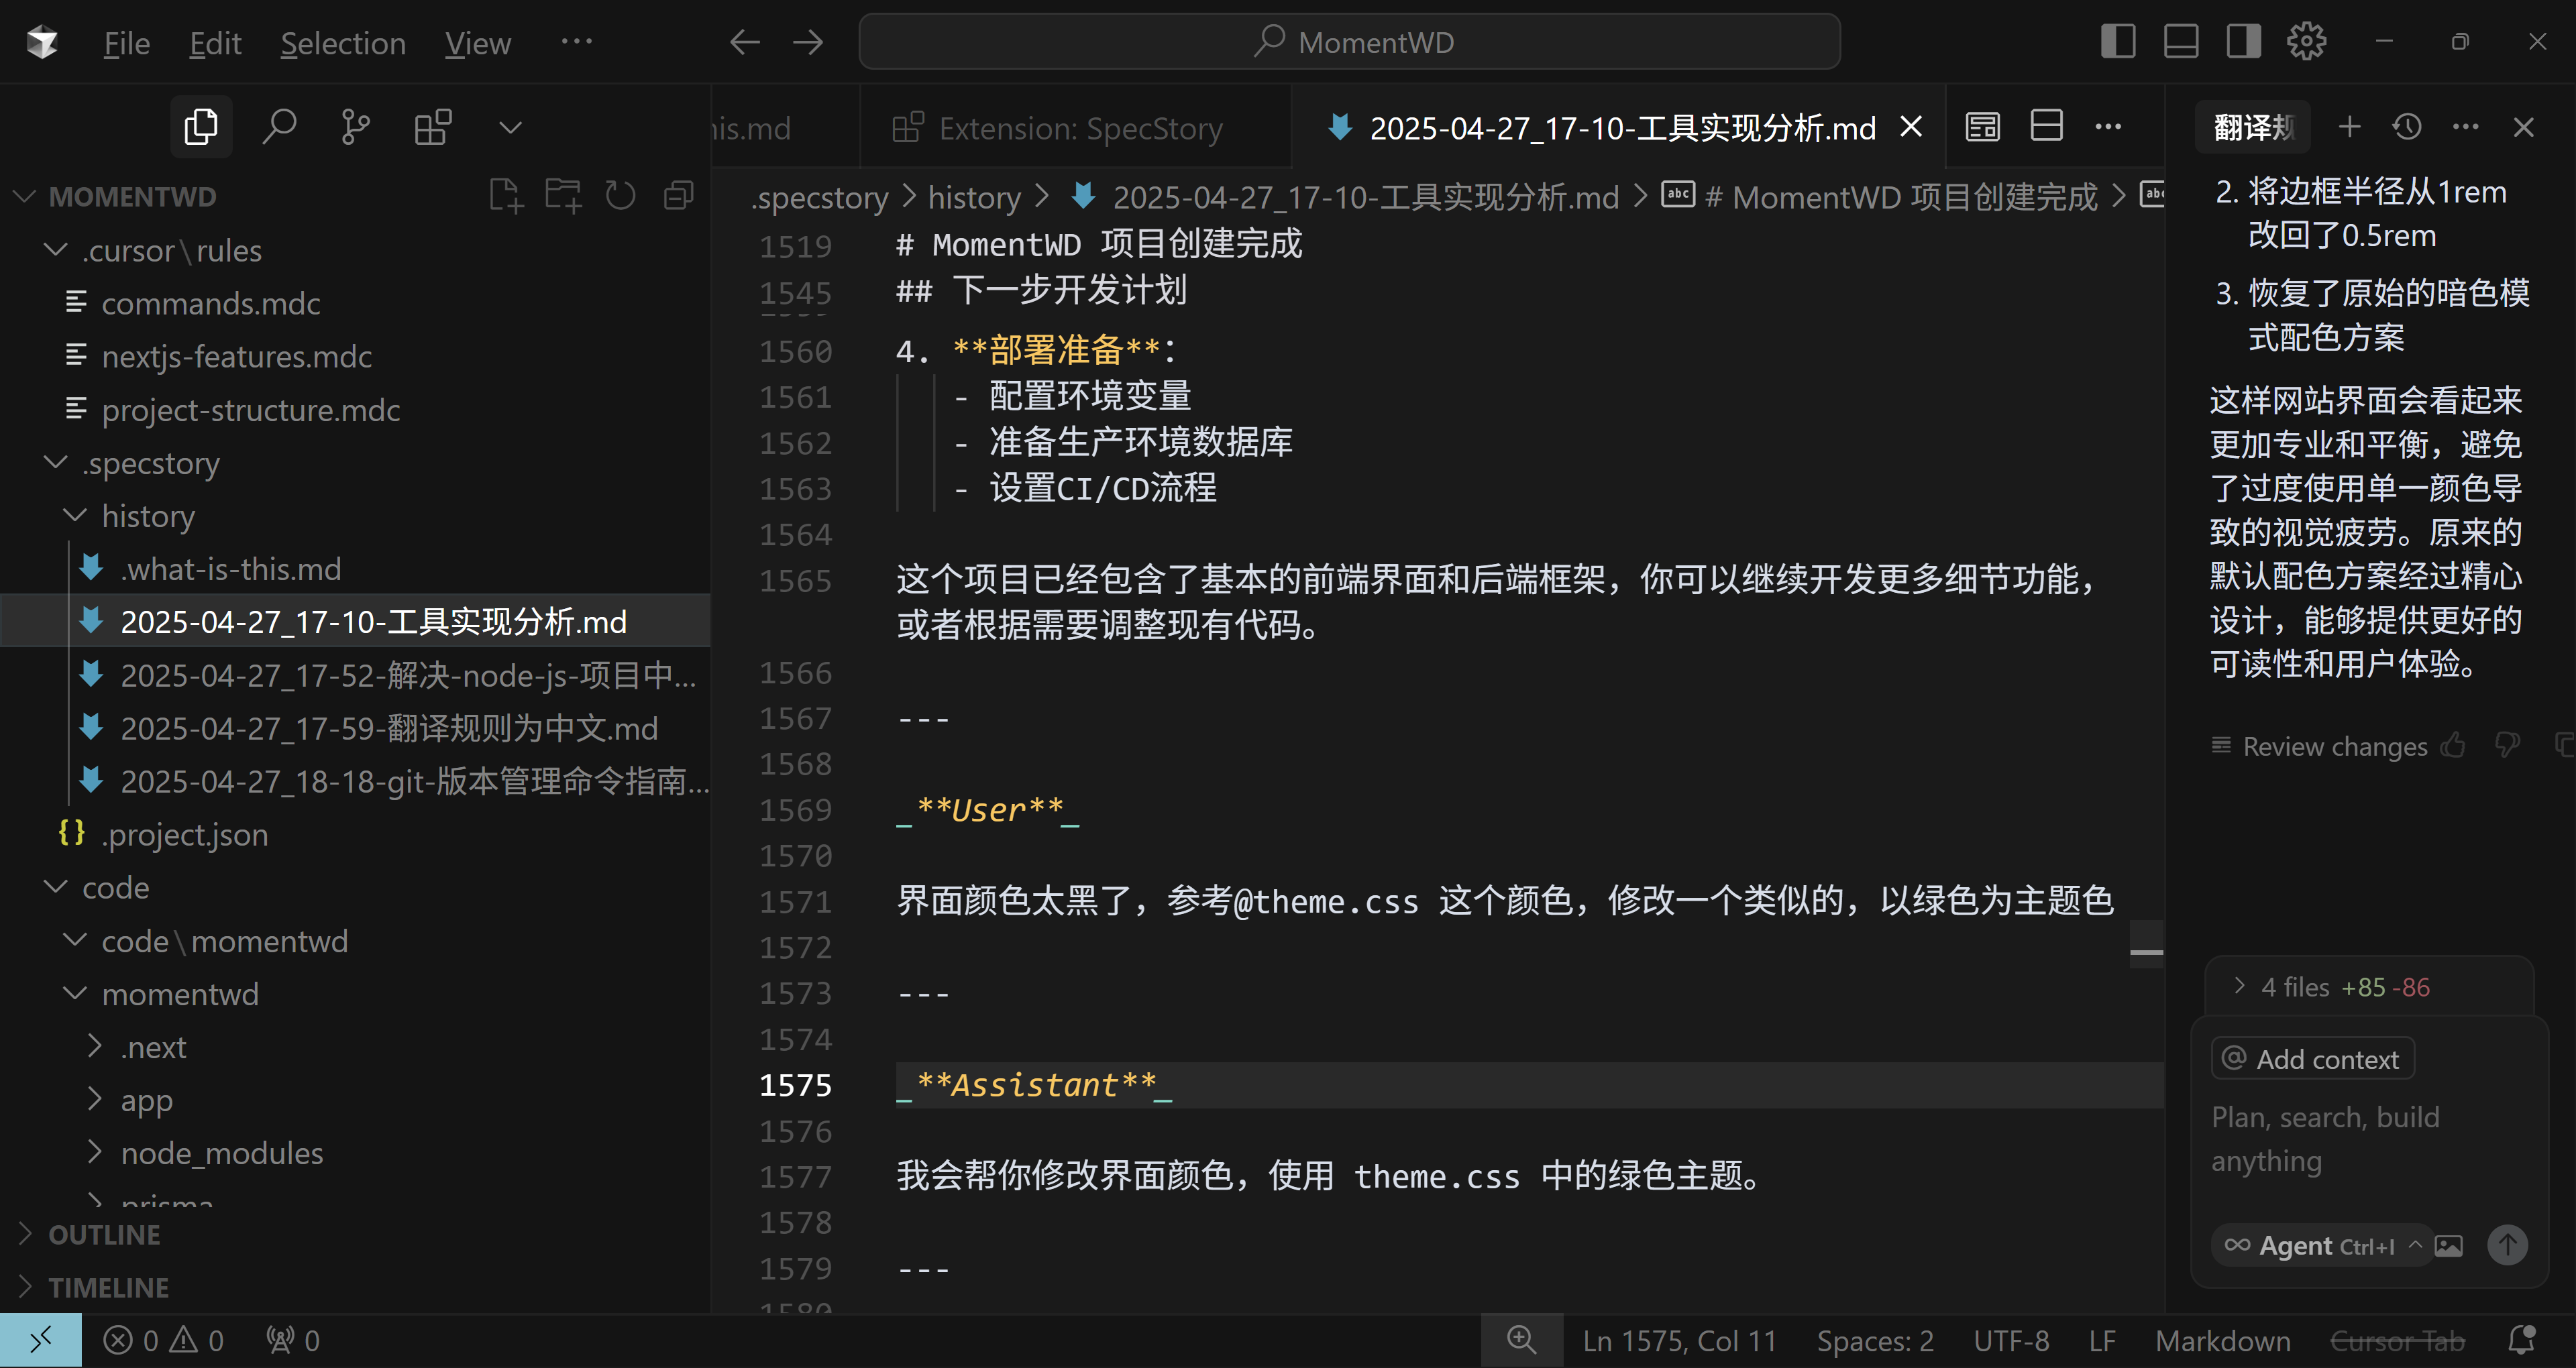 File Edit Selection View ···
MomentWD
his.md
Extension: SpecStory
2025-04-27_17-10-工具实现分析.md
翻译规
MOMENTWD
.cursor\rules
commands.mdc
nextjs-features.mdc
project-structure.mdc
.specstory
history
.what-is-this.md
2025-04-27_17-10-工具实现分析.md
2025-04-27_17-52-解决-node-js-项目中...
2025-04-27_17-59-翻译规则为中文.md
2025-04-27_18-18-git-版本管理命令指南...
{} .project.json
code
code\momentwd
momentwd
.next
app
node_modules
prisma
OUTLINE
TIMELINE
.specstory > history > 2025-04-27_17-10-工具实现分析.md > abc # MomentWD 项目创建完成 > abc
1519 # MomentWD 项目创建完成
1545 ## 下一步开发计划
1560 4. **部署准备**：
1561 - 配置环境变量
1562 - 准备生产环境数据库
1563 - 设置CI/CD流程
1564
1565 这个项目已经包含了基本的前端界面和后端框架，你可以继续开发更多细节功能，
或者根据需要调整现有代码。
1566
1567 ---
1568
1569 _**User**_
1570
1571 界面颜色太黑了，参考@theme.css 这个颜色，修改一个类似的，以绿色为主题色
1572
1573 ---
1574
1575 _**Assistant**_
1576
1577 我会帮你修改界面颜色，使用 theme.css 中的绿色主题。
1578
1579 ---
1580
2. 将边框半径从1rem
改回了0.5rem
3. 恢复了原始的暗色模
式配色方案
这样网站界面会看起来
更加专业和平衡，避免
了过度使用单一颜色导
致的视觉疲劳。原来的
默认配色方案经过精心
设计，能够提供更好的
可读性和用户体验。
Review changes
4 files +85 -86
@ Add context
Plan, search, build
anything
Agent Ctrl+I
0 0 0
Ln 1575, Col 11 Spaces: 2 UTF-8 LF Markdown Cursor Tab